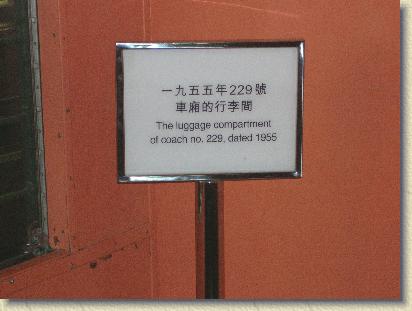 一九五五年229號
車廂的行李間
The luggage compartment
of coach no. 229, dated 1955